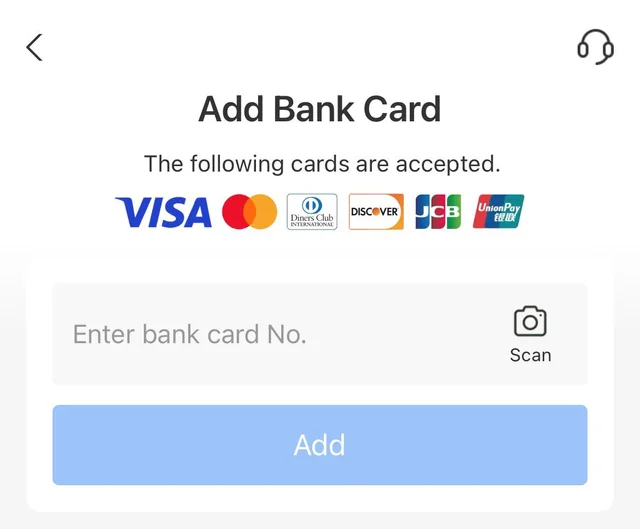 Add Bank Card
The following cards are accepted.
VISA Diners Club INTERNATIONAL DISCOVER JCB UnionPay 银联
Enter bank card No.
Scan
Add